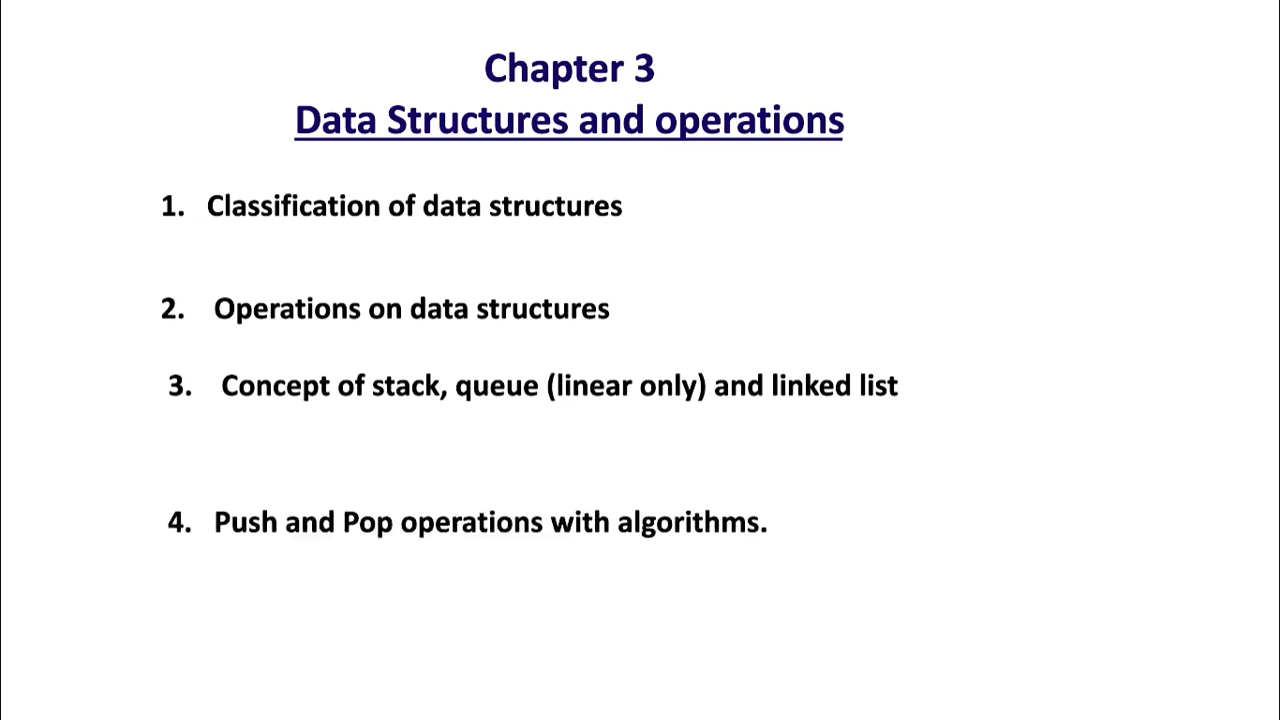 Chapter 3
Data Structures and operations
1. Classification of data structures
2. Operations on data structures
3. Concept of stack, queue (linear only) and linked list
4. Push and Pop operations with algorithms.